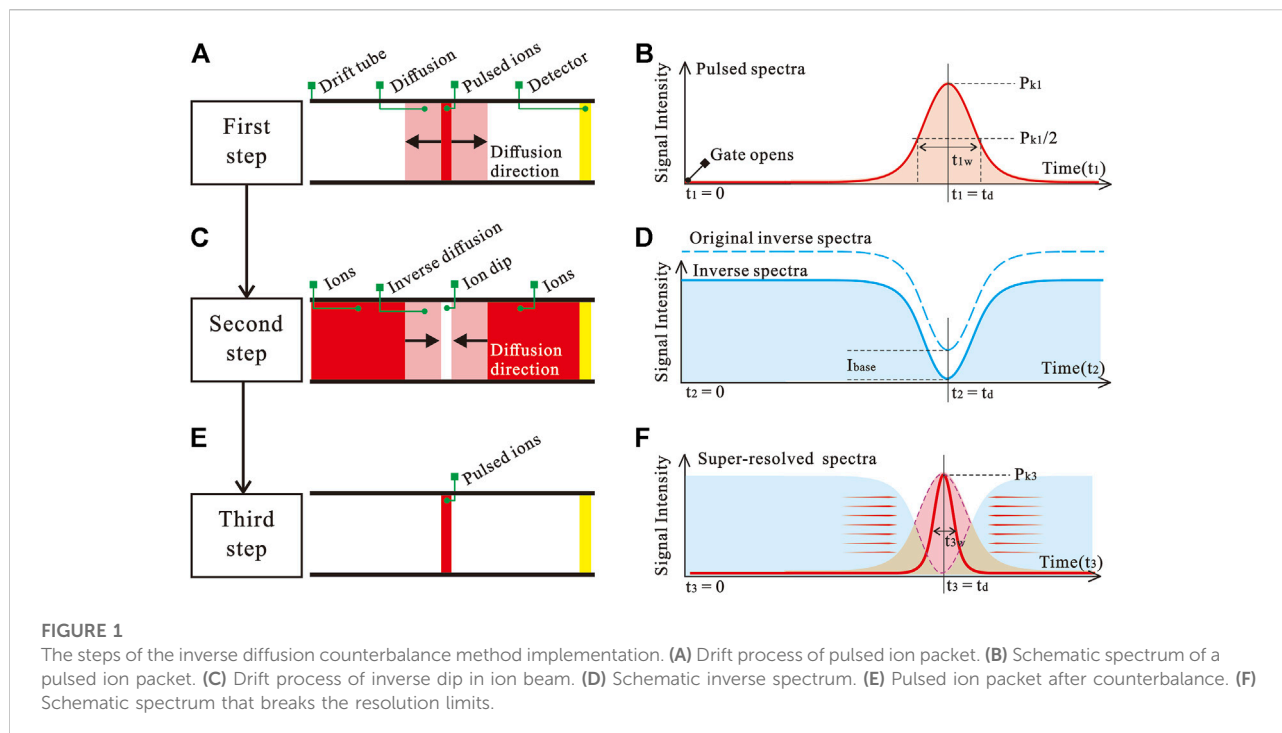 A
Drift tube
Diffusion
Pulsed ions
Detector
First
step
Diffusion
direction
B
Signal Intensity
Pulsed spectra
Pk1
Pk1/2
t1w
Gate opens
Time(t1)
t1 = 0
t1 = td
C
Ions
Inverse diffusion
Ion dip
Ions
Second
step
Diffusion
direction
D
Signal Intensity
Original inverse spectra
Inverse spectra
Ibase
Time(t2)
t2 = 0
t2 = td
E
Pulsed ions
Third
step
F
Signal Intensity
Super-resolved spectra
Pk3
t3w
Time(t3)
t3 = 0
t3 = td
FIGURE 1
The steps of the inverse diffusion counterbalance method implementation. (A) Drift process of pulsed ion packet. (B) Schematic spectrum of a
pulsed ion packet. (C) Drift process of inverse dip in ion beam. (D) Schematic inverse spectrum. (E) Pulsed ion packet after counterbalance. (F)
Schematic spectrum that breaks the resolution limits.